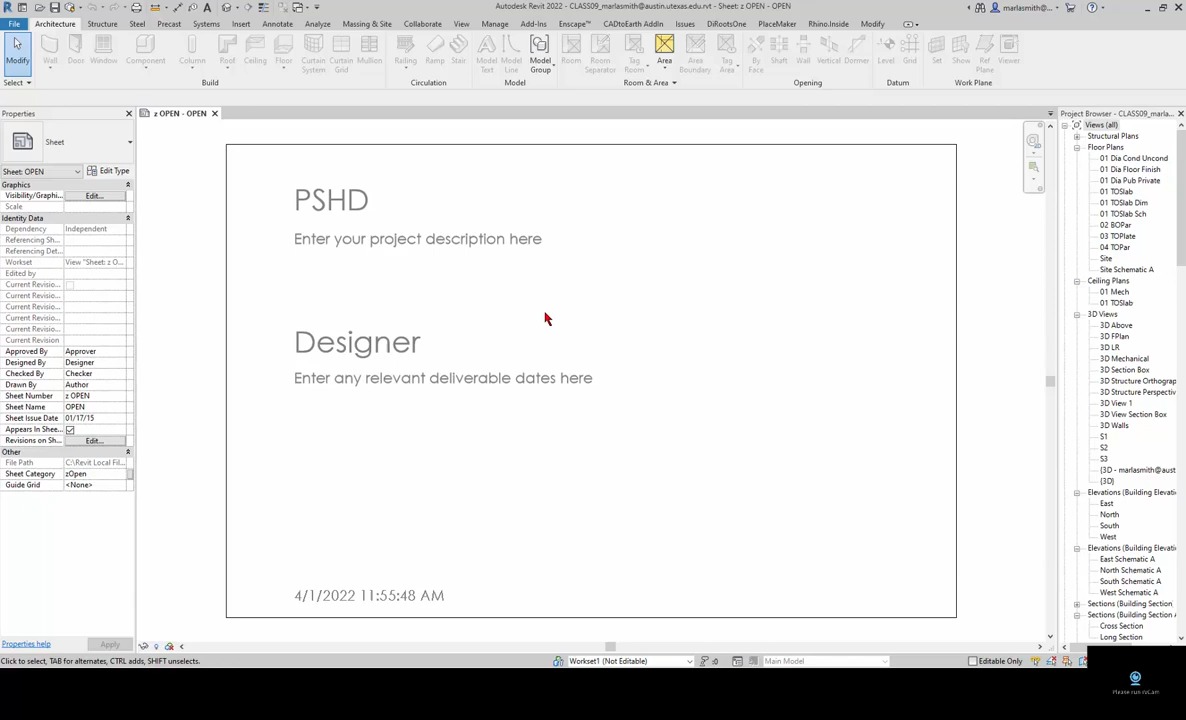 Autodesk Revit 2022 - CLASS09_marlasmith@austin.utexas.edu.rvt - Sheet: z OPEN - OPEN
marlasmith@...
File Architecture Structure Steel Precast Systems Insert Annotate Analyze Massing & Site Collaborate View Manage Add-Ins Enscape™ CADtoEarth AddIn Issues DiRootsOne PlaceMaker Rhino.Inside Modify
Modify Wall Door Window Component Column Roof Ceiling Floor Curtain System Curtain Grid Mullion Railing Ramp Stair Model Text Model Line Model Group Room Room Separator Tag Room Area Area Boundary Tag Area By Face Shaft Wall Vertical Dormer Level Grid Set Show Ref Plane Viewer
Select Build Circulation Model Room & Area Opening Datum Work Plane
Properties
Sheet
Sheet: OPEN
Edit Type
Graphics
Visibility/Graphi... Edit...
Scale
Identity Data
Dependency Independent
Referencing Sh...
Referencing Det...
Workset View "Sheet: z O...
Edited by
Current Revisio...
Current Revisio...
Current Revisio...
Current Revisio...
Current Revisio...
Current Revision
Approved By Approver
Designed By Designer
Checked By Checker
Drawn By Author
Sheet Number z OPEN
Sheet Name OPEN
Sheet Issue Date 01/17/15
Appears In Shee...
Revisions on Sh... Edit...
Other
File Path C:\Revit Local Fil...
Sheet Category zOpen
Guide Grid <None>
Properties help Apply
z OPEN - OPEN
PSHD
Enter your project description here
Designer
Enter any relevant deliverable dates here
4/1/2022 11:55:48 AM
Project Browser - CLASS09_marla...
Views (all)
Structural Plans
Floor Plans
01 Dia Cond Uncond
01 Dia Floor Finish
01 Dia Pub Private
01 TOSlab
01 TOSlab Dim
01 TOSlab Sch
02 BOPar
03 TOPlate
04 TOPar
Site
Site Schematic A
Ceiling Plans
01 Mech
01 TOSlab
3D Views
3D Above
3D FPlan
3D LR
3D Mechanical
3D Section Box
3D Structure Orthograp
3D Structure Perspectiv
3D View 1
3D View Section Box
3D Walls
S1
S2
S3
{3D - marlasmith@aust
{3D}
Elevations (Building Elevati
East
North
South
West
Elevations (Building Elevatio
East Schematic A
North Schematic A
South Schematic A
West Schematic A
Sections (Building Section)
Sections (Building Section
Cross Section
Long Section
Click to select, TAB for alternates, CTRL adds, SHIFT unselects.
Workset1 (Not Editable)
:0
Main Model
Editable Only